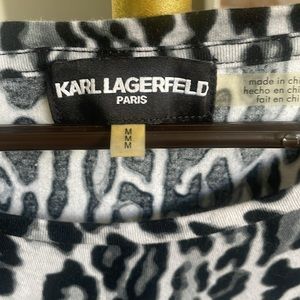 KARL LAGERFELD
PARIS
made in chi
hecho en chi
fait en chi
M
M
M